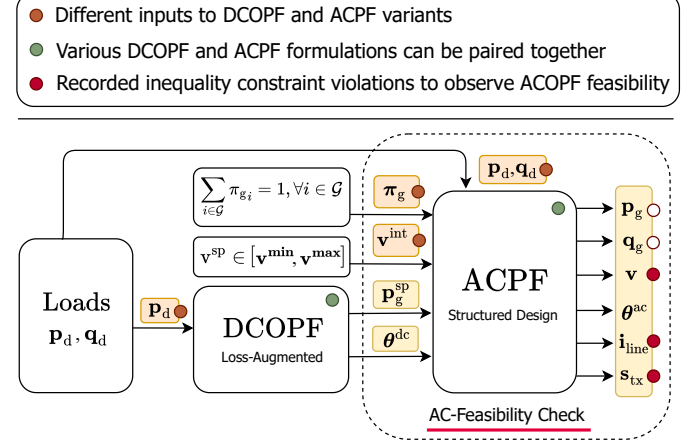 Different inputs to DCOPF and ACPF variants
Various DCOPF and ACPF formulations can be paired together
Recorded inequality constraint violations to observe ACOPF feasibility
p_d,q_d
∑_{i∈𝒢} π_{g_i} = 1, ∀i ∈ 𝒢
π_g
v^sp ∈ [v^min, v^max]
v^int
Loads
p_d, q_d
p_d
DCOPF
Loss-Augmented
p_g^sp
θ^dc
ACPF
Structured Design
p_g
q_g
v
θ^ac
i_line
s_tx
AC-Feasibility Check